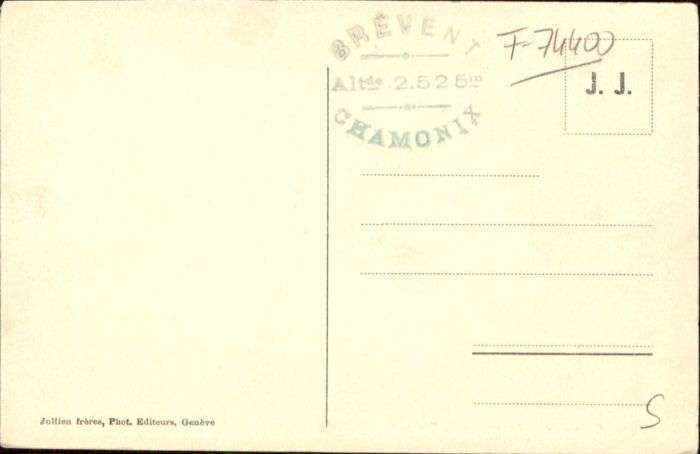 BRÉVENT
Altde 2.525m
CHAMONIX
F-74400
J. J.
Jullien frères, Phot. Editeurs, Genève
S